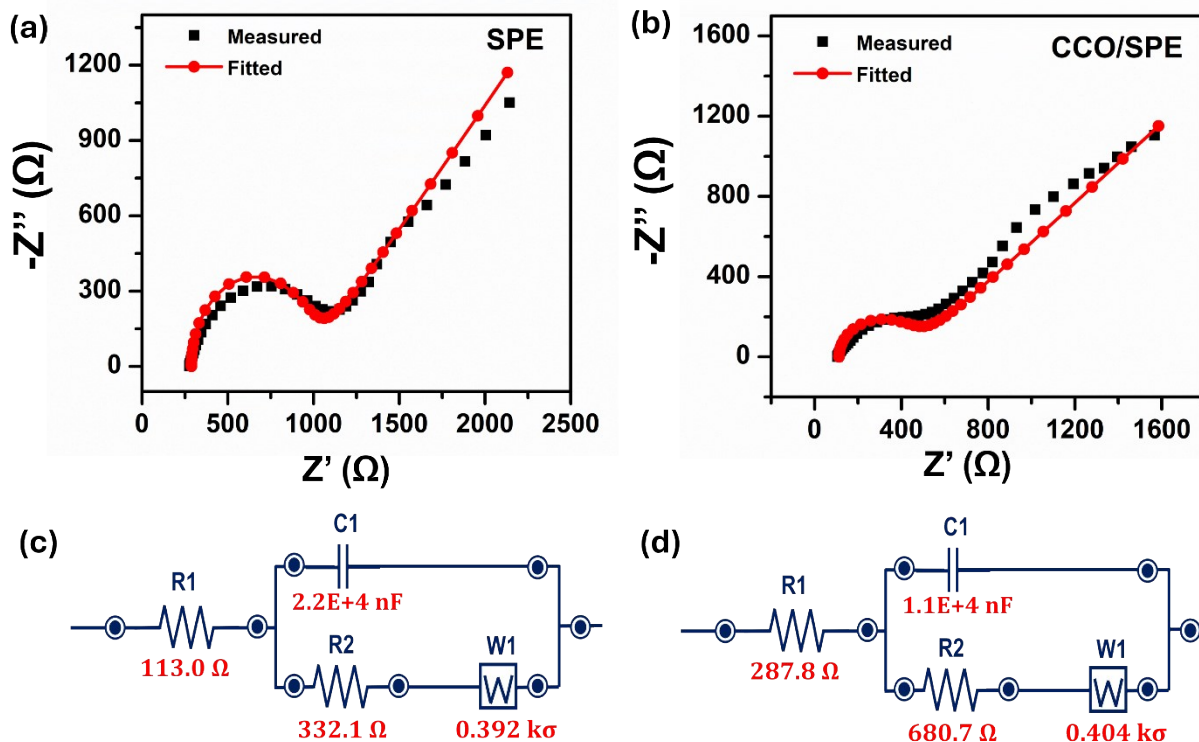 (a)
SPE
Measured
Fitted
1200
900
600
300
0
-Z’’ (Ω)
0
500
1000
1500
2000
2500
Z’ (Ω)
(b)
CCO/SPE
Measured
Fitted
1600
1200
800
400
0
-Z’’ (Ω)
0
400
800
1200
1600
Z’ (Ω)
(c)
C1
2.2E+4 nF
R1
113.0 Ω
R2
332.1 Ω
W1
W
0.392 kσ
(d)
C1
1.1E+4 nF
R1
287.8 Ω
R2
680.7 Ω
W1
W
0.404 kσ